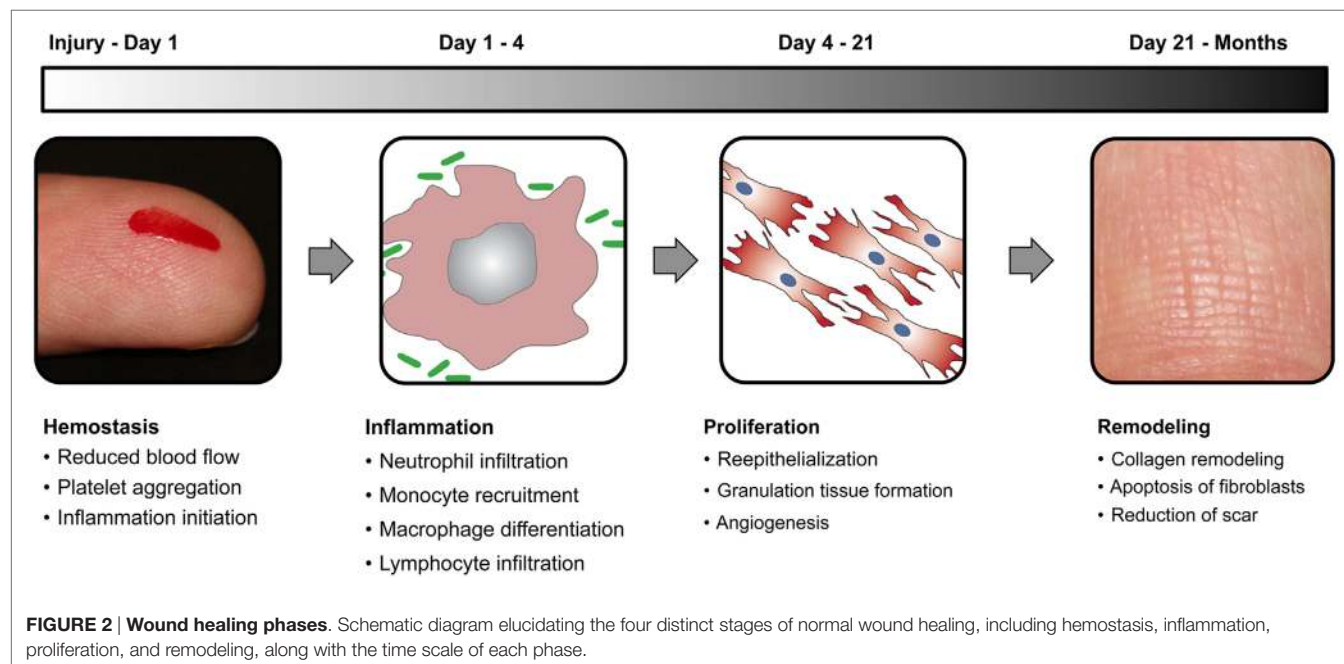 Injury - Day 1
Day 1 - 4
Day 4 - 21
Day 21 - Months
Hemostasis
• Reduced blood flow
• Platelet aggregation
• Inflammation initiation
Inflammation
• Neutrophil infiltration
• Monocyte recruitment
• Macrophage differentiation
• Lymphocyte infiltration
Proliferation
• Reepithelialization
• Granulation tissue formation
• Angiogenesis
Remodeling
• Collagen remodeling
• Apoptosis of fibroblasts
• Reduction of scar
FIGURE 2 | Wound healing phases. Schematic diagram elucidating the four distinct stages of normal wound healing, including hemostasis, inflammation,
proliferation, and remodeling, along with the time scale of each phase.